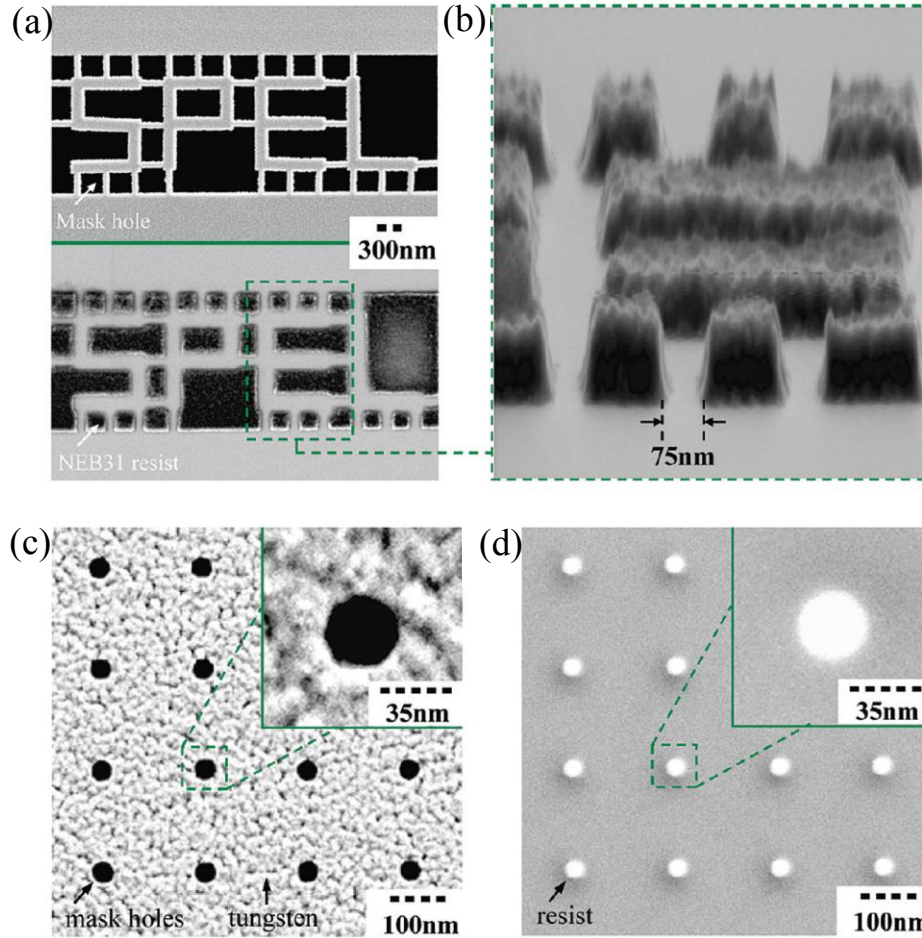 (a)
(b)
Mask hole
300nm
NEB31 resist
75nm
(c)
(d)
35nm
35nm
mask holes
tungsten
100nm
resist
100nm